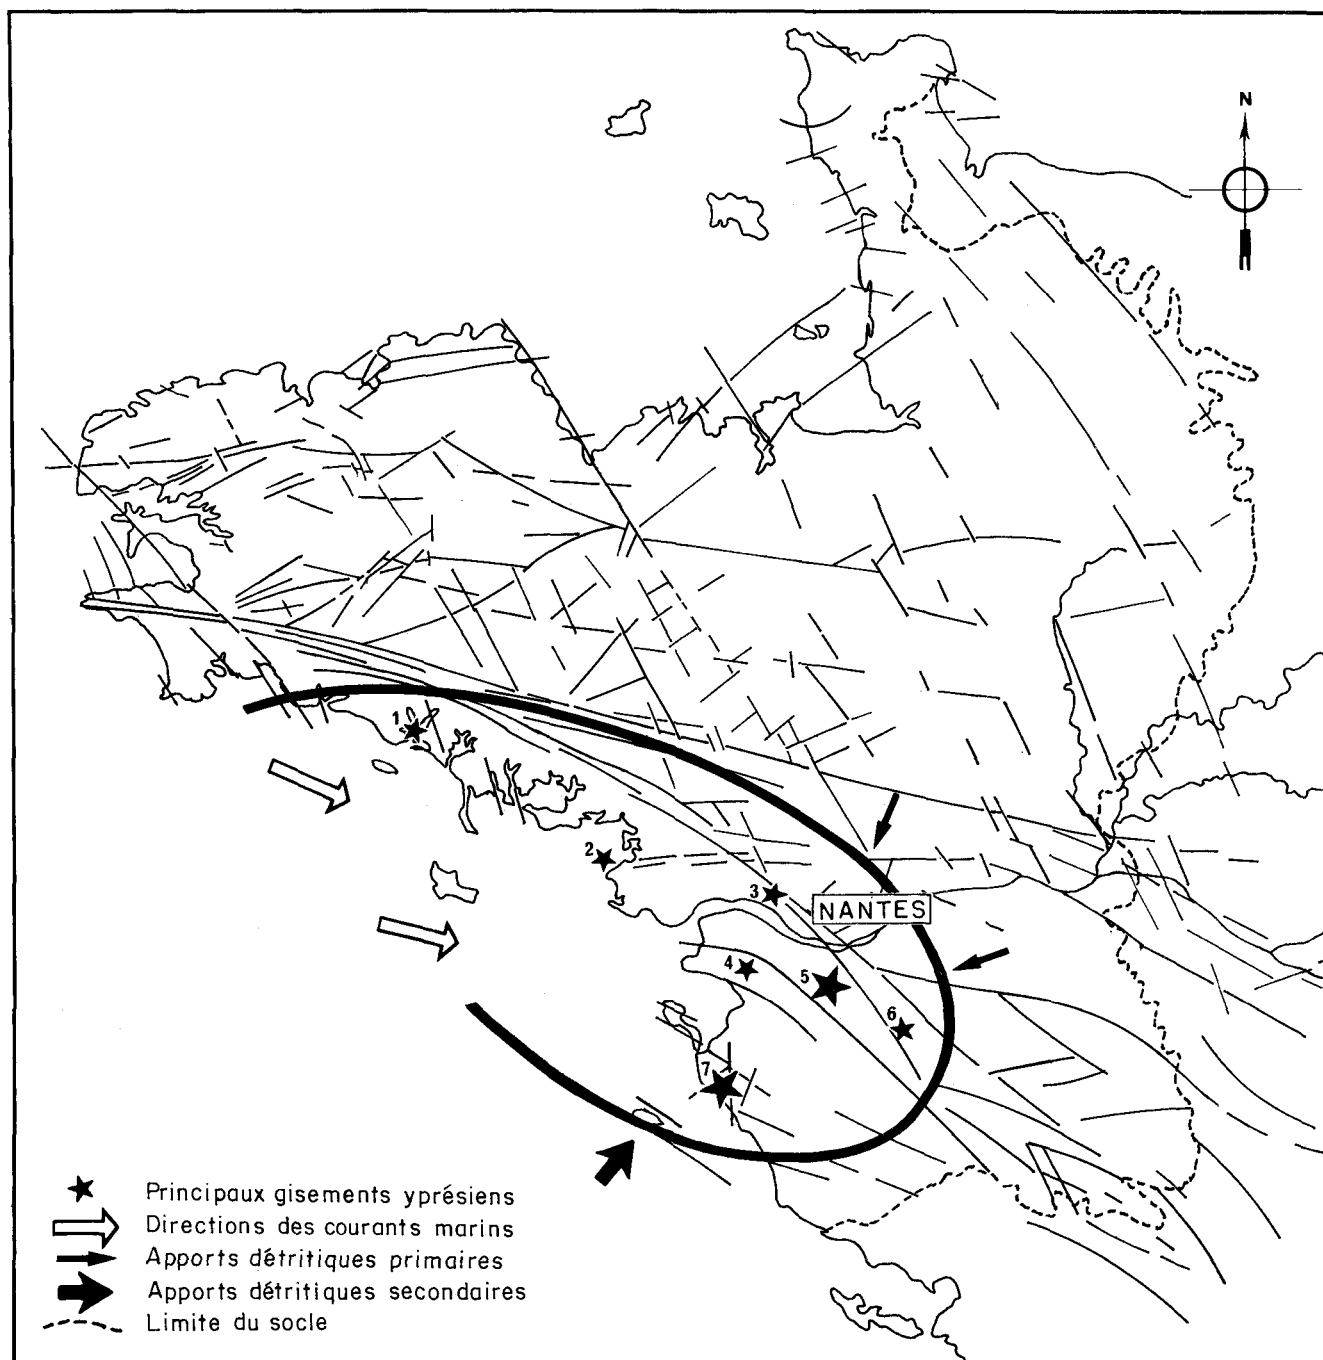 N
1
2
3
NANTES
4
5
6
7
Principaux gisements yprésiens
Directions des courants marins
Apports détritiques primaires
Apports détritiques secondaires
Limite du socle